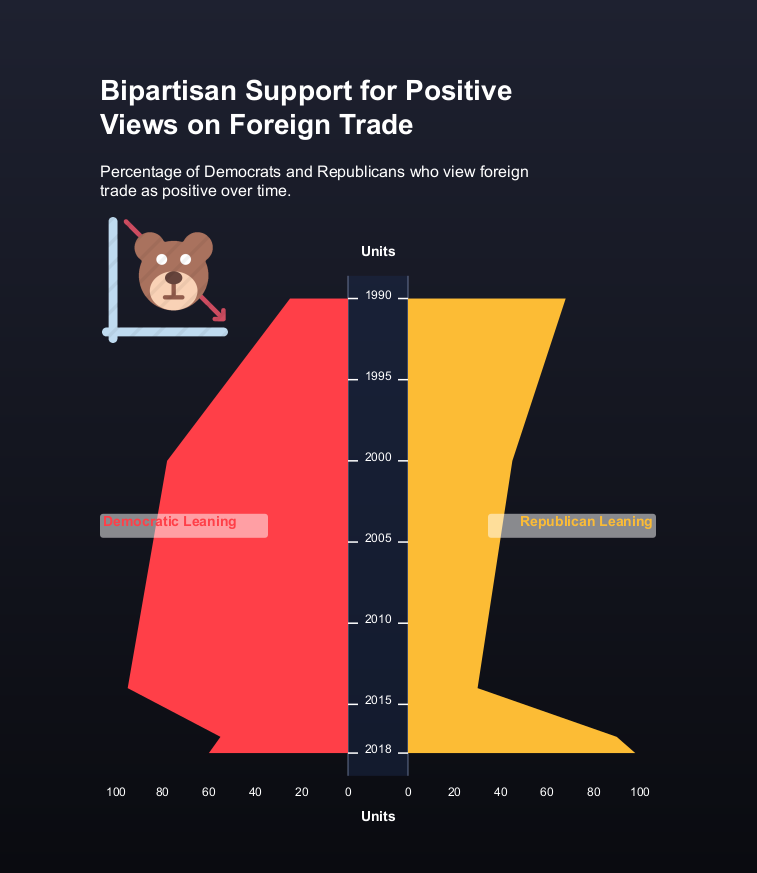 Bipartisan Support for Positive
Views on Foreign Trade
Percentage of Democrats and Republicans who view foreign
trade as positive over time.
Units
1990
1995
2000
Democratic Leaning
Republican Leaning
2005
2010
2015
2018
100 80 60 40 20 0 0 20 40 60 80 100
Units